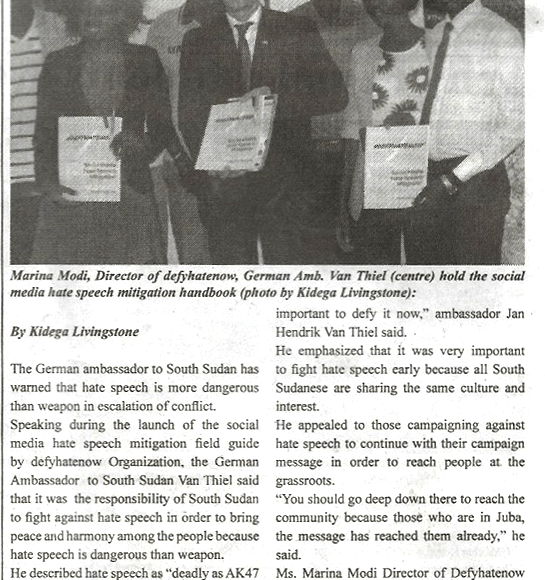 #DEFYHATENOW
Marina Modi, Director of defyhatenow, German Amb. Van Thiel (centre) hold the social
media hate speech mitigation handbook (photo by Kidega Livingstone):
By Kidega Livingstone
The German ambassador to South Sudan has
warned that hate speech is more dangerous
than weapon in escalation of conflict.
Speaking during the launch of the social
media hate speech mitigation field guide
by defyhatenow Organization, the German
Ambassador to South Sudan Van Thiel said
that it was the responsibility of South Sudan
to fight against hate speech in order to bring
peace and harmony among the people because
hate speech is dangerous than weapon.
He described hate speech as “deadly as AK47
important to defy it now,” ambassador Jan
Hendrik Van Thiel said.
He emphasized that it was very important
to fight hate speech early because all South
Sudanese are sharing the same culture and
interest.
He appealed to those campaigning against
hate speech to continue with their campaign
message in order to reach people at the
grassroots.
“You should go deep down there to reach the
community because those who are in Juba,
the message has reached them already,” he
said.
Ms. Marina Modi Director of Defyhatenow